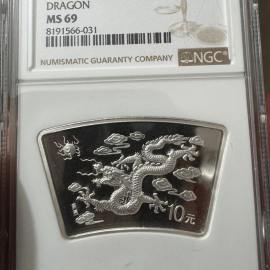 DRAGON
MS 69
8191566-031
NGC
NUMISMATIC GUARANTY COMPANY
10元